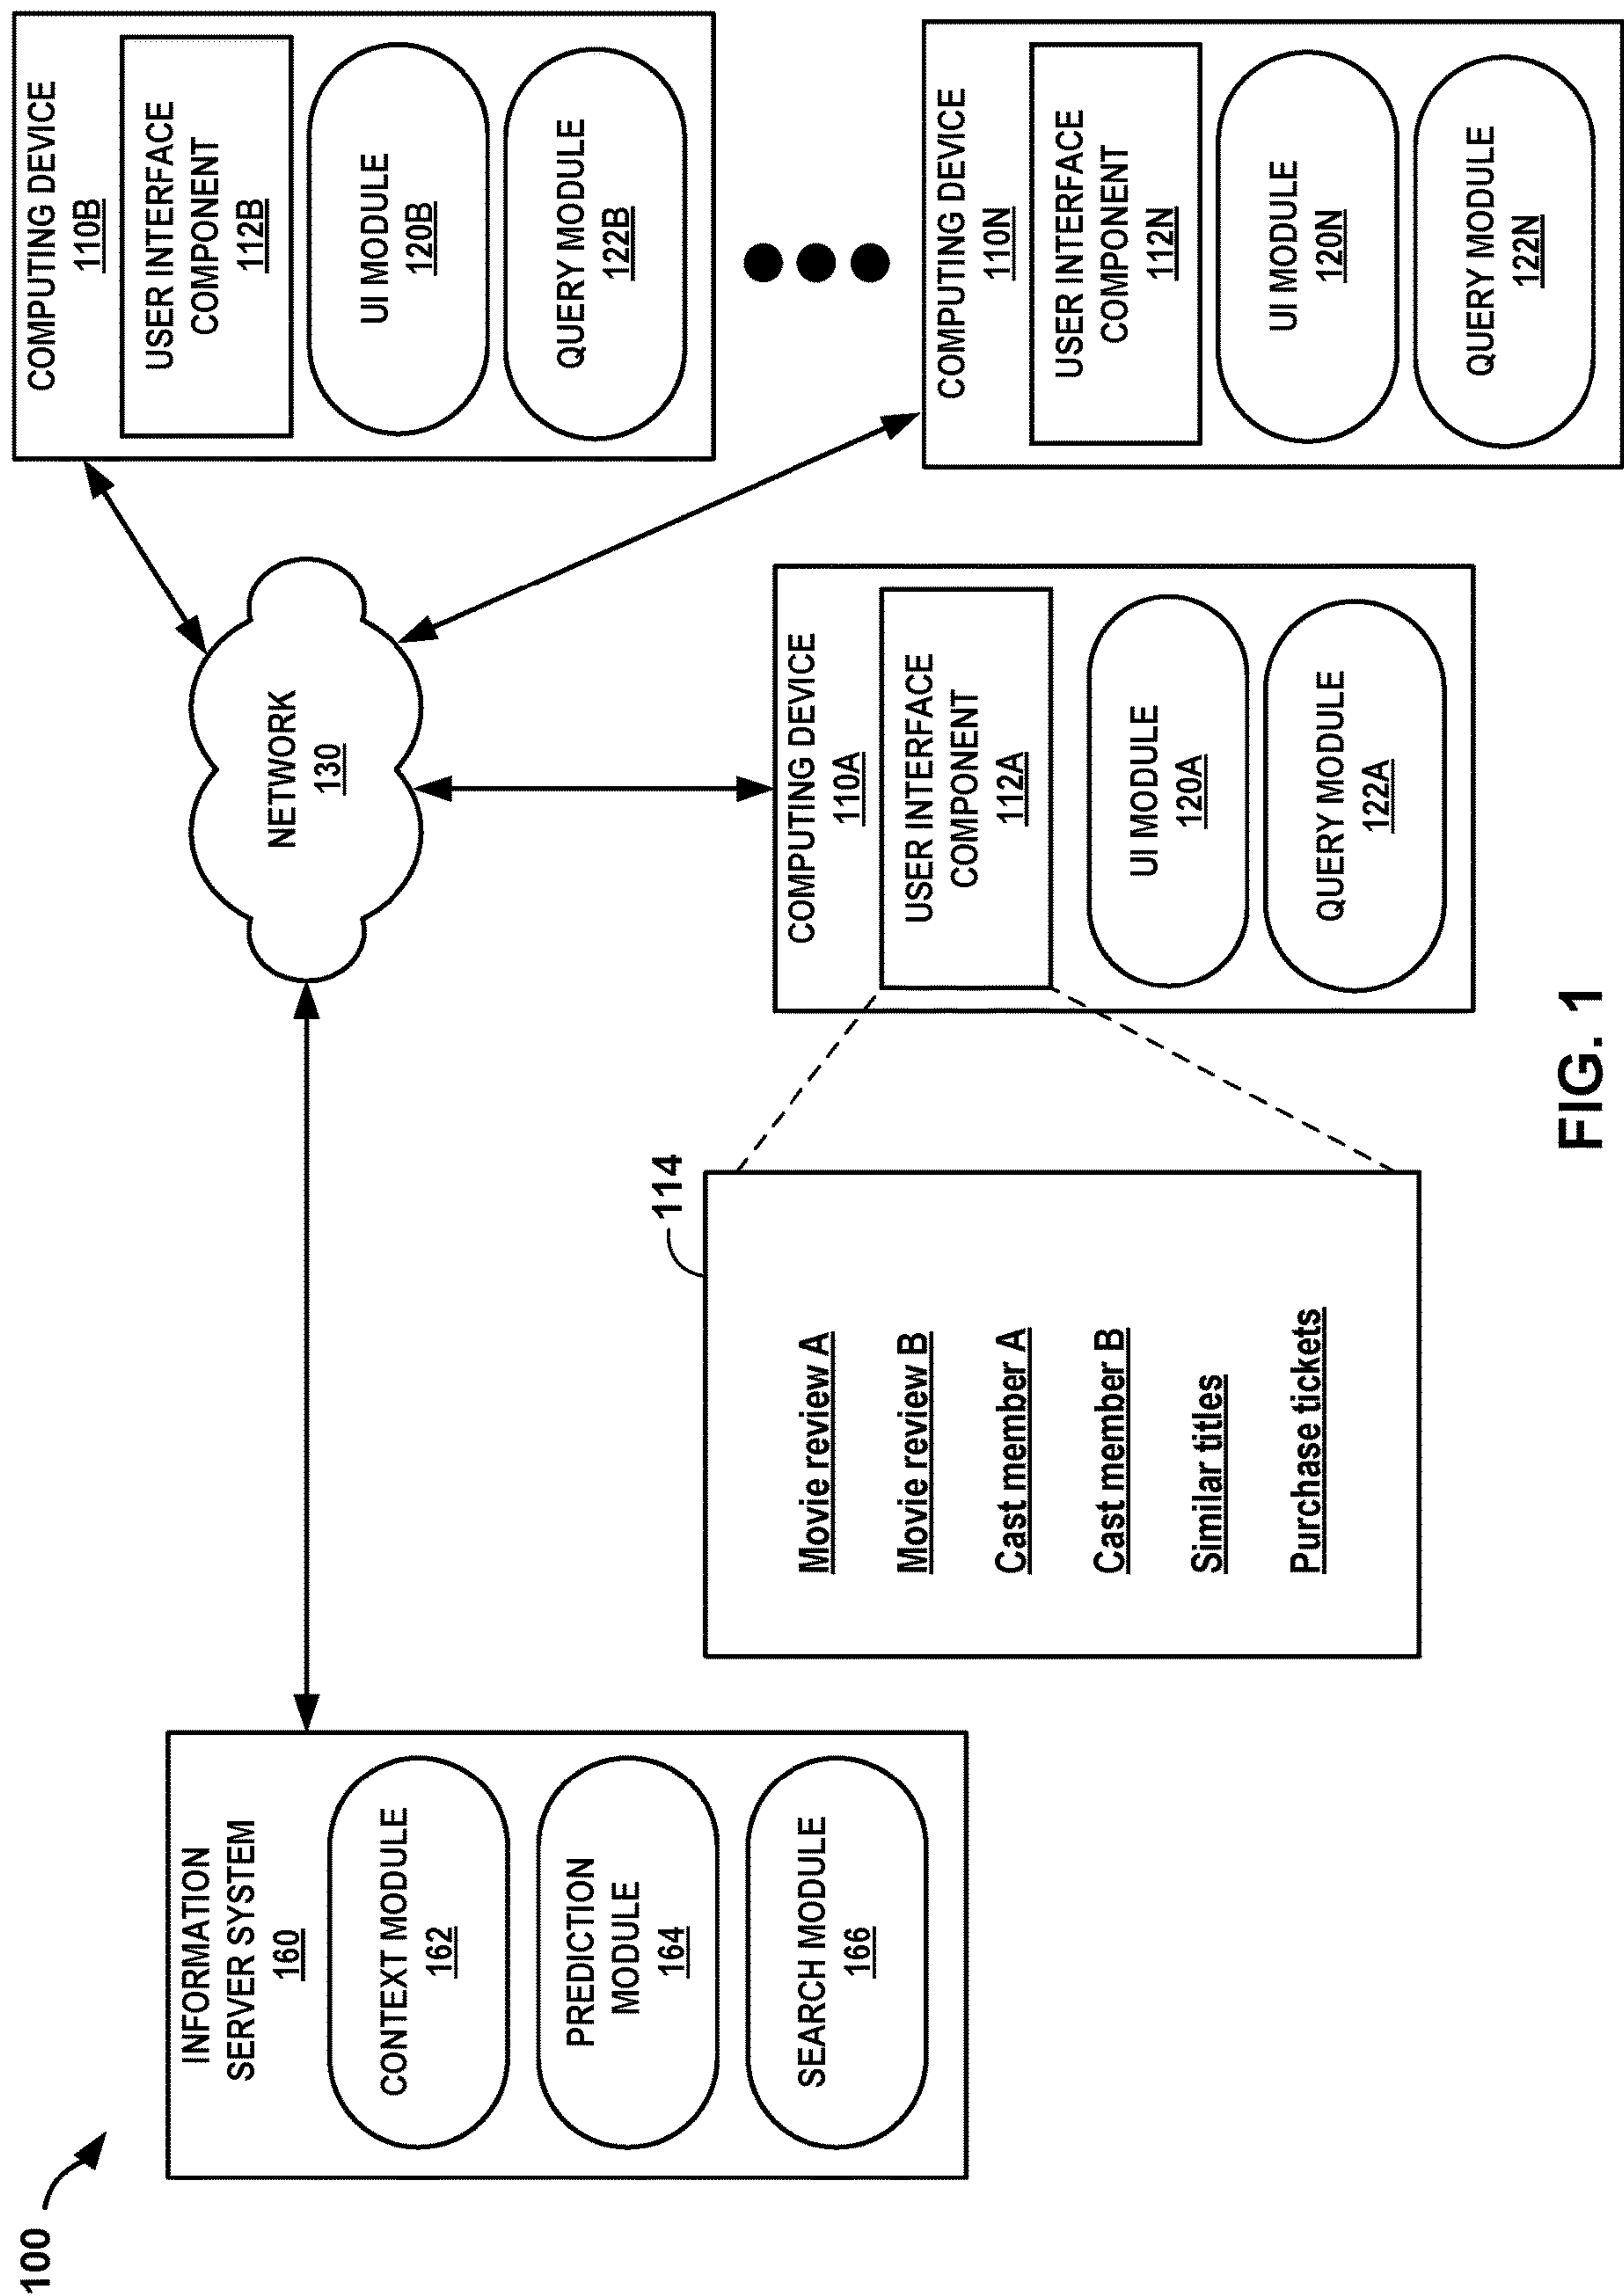 100
INFORMATION
SERVER SYSTEM
160
CONTEXT MODULE
162
PREDICTION
MODULE
164
SEARCH MODULE
166
NETWORK
130
114
Movie review A
Movie review B
Cast member A
Cast member B
Similar titles
Purchase tickets
COMPUTING DEVICE
110A
USER INTERFACE
COMPONENT
112A
UI MODULE
120A
QUERY MODULE
122A
COMPUTING DEVICE
110B
USER INTERFACE
COMPONENT
112B
UI MODULE
120B
QUERY MODULE
122B
COMPUTING DEVICE
110N
USER INTERFACE
COMPONENT
112N
UI MODULE
120N
QUERY MODULE
122N
FIG. 1